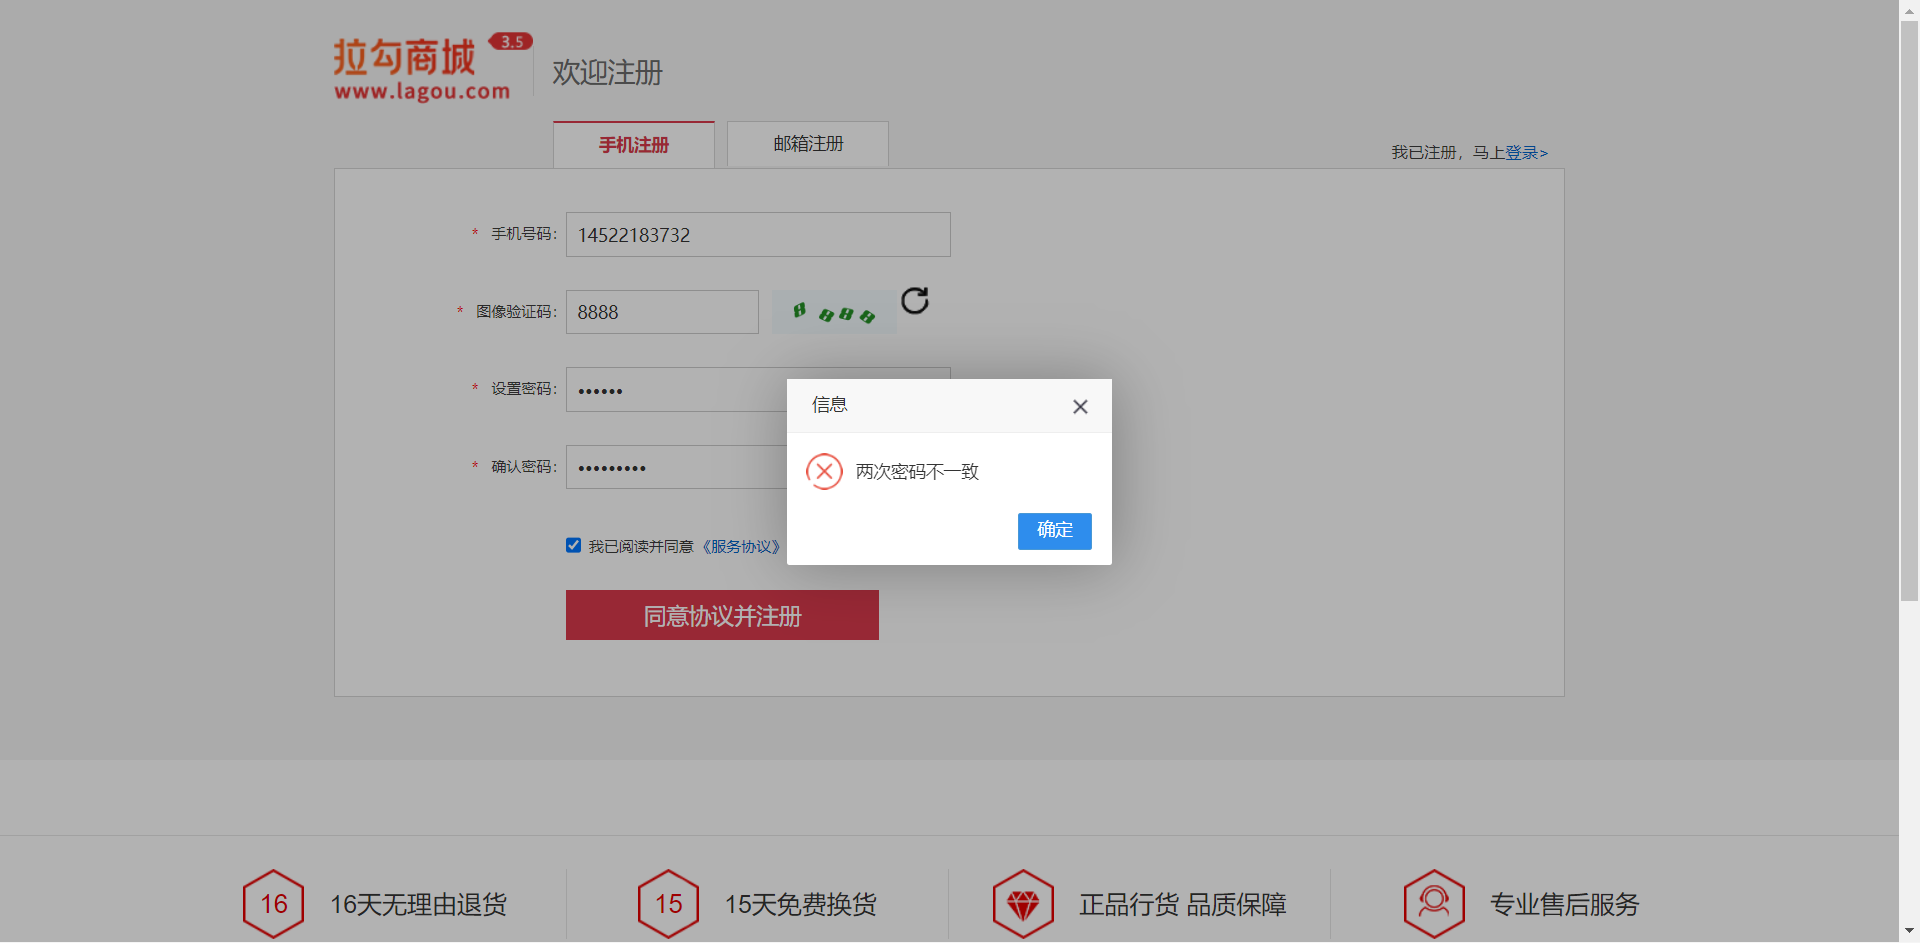 拉勾商城 3.5
www.lagou.com
欢迎注册
手机注册
邮箱注册
我已注册，马上登录>
* 手机号码：
14522183732
* 图像验证码：
8888
8888
* 设置密码：
••••••
* 确认密码：
•••••••••
信息
两次密码不一致
确定
我已阅读并同意《服务协议》
同意协议并注册
16 16天无理由退货
15 15天免费换货
正品行货 品质保障
专业售后服务